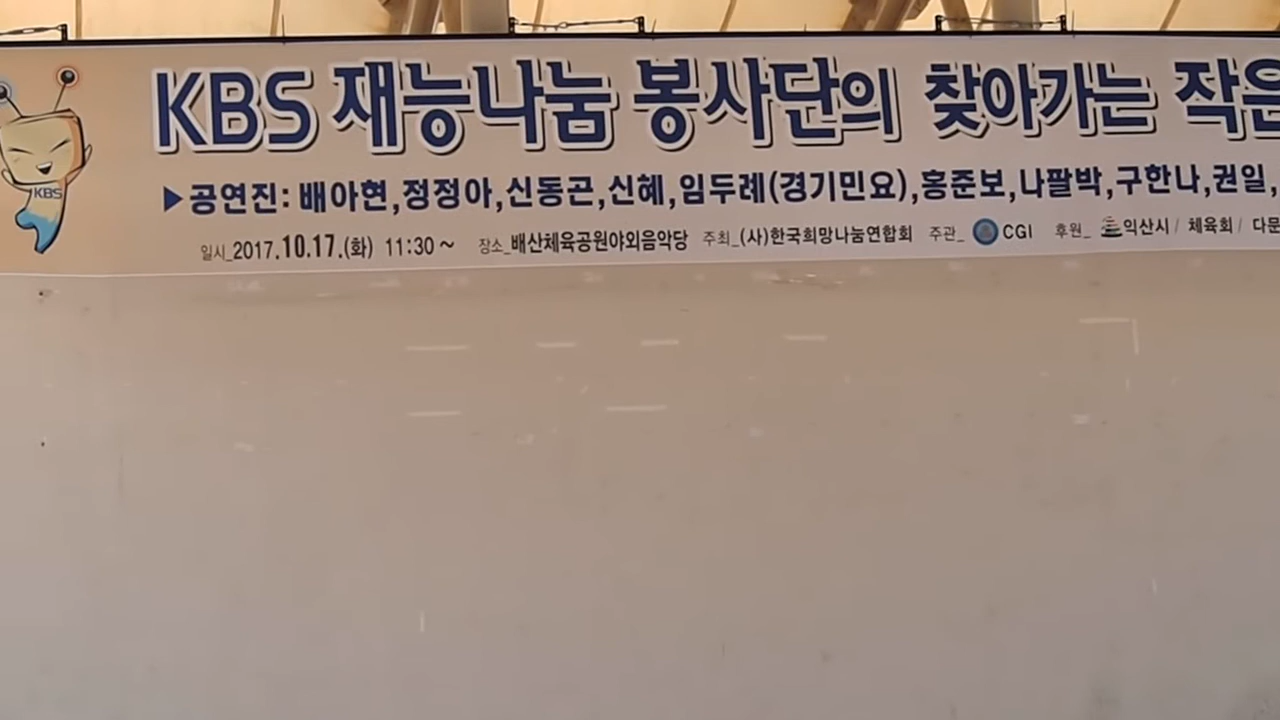 KBS 재능나눔 봉사단의 찾아가는 작은
KBS
▶공연진: 배아현,정정아,신동곤,신혜,임두례(경기민요),홍준보,나팔박,구한나,권일,
일시_2017.10.17.(화) 11:30~ 장소_배산체육공원야외음악당 주최_(사)한국희망나눔연합회 주관_ CGI 후원_ 익산시/ 체육회/ 다문